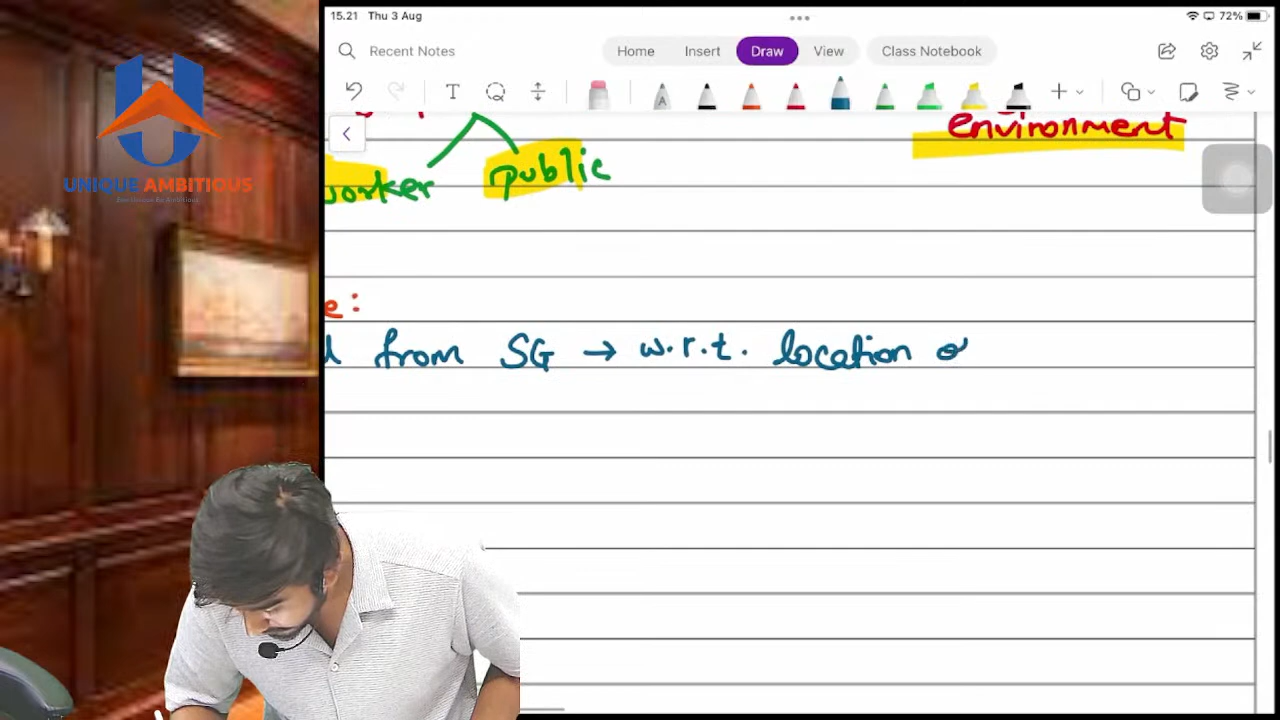 15.21 Thu 3 Aug
72%
Recent Notes
Home Insert Draw View Class Notebook
UNIQUE AMBITIOUS
environment
worker public
e:
from SG → w.r.t. location